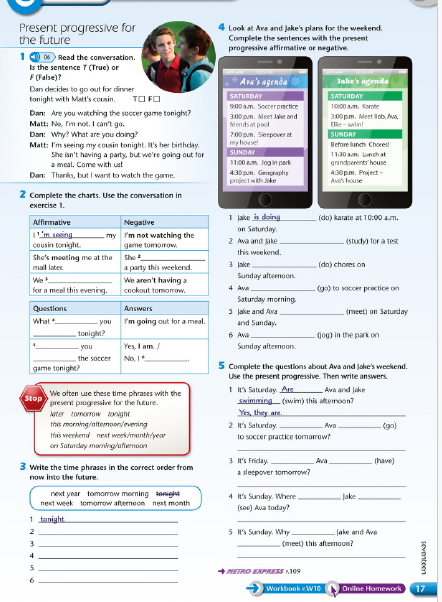 Present progressive for
the future
1 06 Read the conversation.
Is the sentence T (True) or
F (False)?
Dan decides to go out for dinner
tonight with Matt's cousin. T F
Dan: Are you watching the soccer game tonight?
Matt: No, I'm not. I can't go.
Dan: Why? What are you doing?
Matt: I'm seeing my cousin tonight. It's her birthday.
She isn't having a party, but we're going out for
a meal. Come with us!
Dan: Thanks, but I want to watch the game.
2 Complete the charts. Use the conversation in
exercise 1.
Affirmative Negative
I 1 'm seeing my
cousin tonight.
I'm not watching the
game tomorrow.
She's meeting me at the
mall later.
She 2
a party this weekend.
We 3
for a meal this evening.
We aren't having a
cookout tomorrow.
Questions Answers
What 4 you
tonight?
I'm going out for a meal.
5 you
the soccer
game tonight?
Yes, I am. /
No, I 6 .
Stop
We often use these time phrases with the
present progressive for the future.
later tomorrow tonight
this morning/afternoon/evening
this weekend next week/month/year
on Saturday morning/afternoon
3 Write the time phrases in the correct order from
now into the future.
next year tomorrow morning tonight
next week tomorrow afternoon next month
1 tonight
2
3
4
5
6
4 Look at Ava and Jake's plans for the weekend.
Complete the sentences with the present
progressive affirmative or negative.
Ava's agenda
SATURDAY
9:00 a.m. Soccer practice
3:00 p.m. Meet Jake and
friends at pool
7:00 p.m. Sleepover at
my house!
SUNDAY
11:00 a.m. Jog in park
4:30 p.m. Geography
project with Jake
Jake's agenda
SATURDAY
10:00 a.m. Karate
3:00 p.m. Meet Rob, Ava,
Ellie – swim!
SUNDAY
Before lunch Chores!
11:30 a.m. Lunch at
grandparents' house
4:30 p.m. Project –
Ava's house
1 Jake is doing (do) karate at 10:00 a.m.
on Saturday.
2 Ava and Jake (study) for a test
this weekend.
3 Jake (do) chores on
Sunday afternoon.
4 Ava (go) to soccer practice on
Saturday morning.
5 Jake and Ava (meet) on Saturday
and Sunday.
6 Ava (jog) in the park on
Sunday afternoon.
5 Complete the questions about Ava and Jake's weekend.
Use the present progressive. Then write answers.
1 It's Saturday. Are Ava and Jake
swimming (swim) this afternoon?
Yes, they are.
2 It's Saturday. Ava (go)
to soccer practice tomorrow?
3 It's Friday. Ava (have)
a sleepover tomorrow?
4 It's Sunday. Where Jake
(see) Ava today?
5 It's Sunday. Why Jake and Ava
(meet) this afternoon?
METRO EXPRESS P.109
Workbook P.W10 Online Homework 17
seventeen